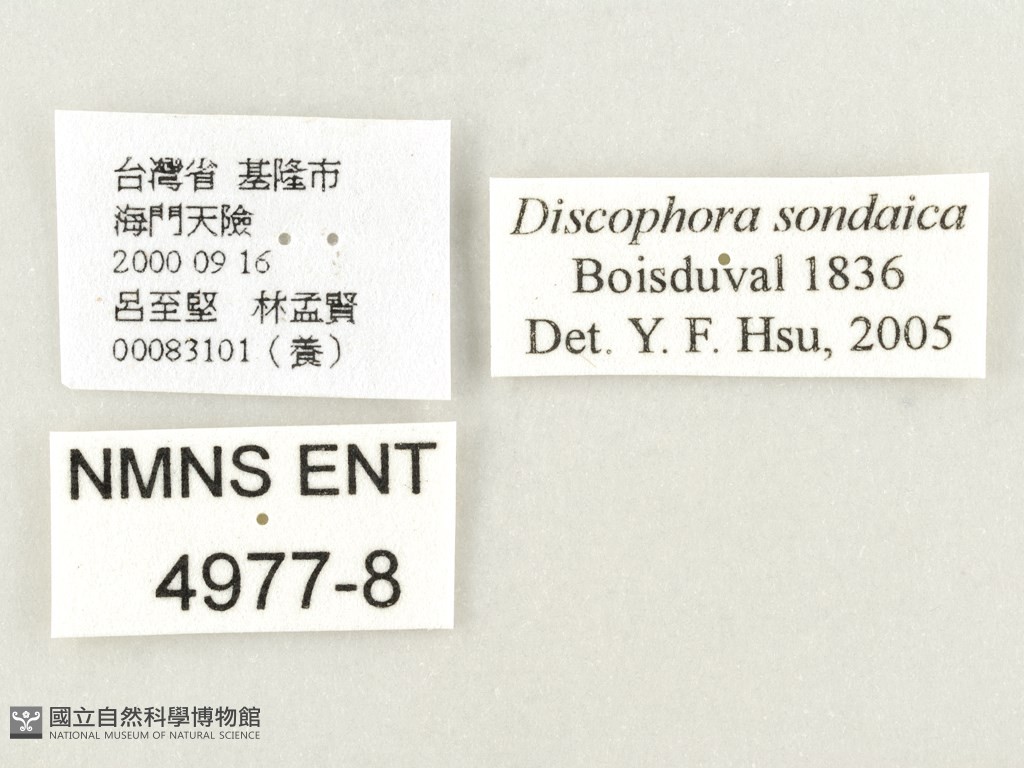 台灣省 基隆市
海門天險
2000 09 16
呂至堅 林孟賢
00083101（養）
Discophora sondaica
Boisduval 1836
Det. Y. F. Hsu, 2005
NMNS ENT
4977-8
國立自然科學博物館
NATIONAL MUSEUM OF NATURAL SCIENCE